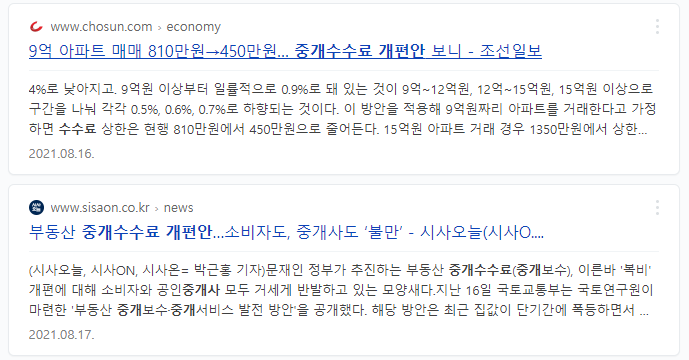 www.chosun.com › economy
9억 아파트 매매 810만원→450만원... 중개수수료 개편안 보니 - 조선일보
4%로 낮아지고. 9억원 이상부터 일률적으로 0.9%로 돼 있는 것이 9억~12억원, 12억~15억원, 15억원 이상으로
구간을 나눠 각각 0.5%, 0.6%, 0.7%로 하향되는 것이다. 이 방안을 적용해 9억원짜리 아파트를 거래한다고 가정
하면 수수료 상한은 현행 810만원에서 450만원으로 줄어든다. 15억원 아파트 거래 경우 1350만원에서 상한...
2021.08.16.
시사오늘
www.sisaon.co.kr › news
부동산 중개수수료 개편안...소비자도, 중개사도 ‘불만’ - 시사오늘(시사O....
(시사오늘, 시사ON, 시사온= 박근홍 기자)문재인 정부가 추진하는 부동산 중개수수료(중개보수), 이른바 '복비'
개편에 대해 소비자와 공인중개사 모두 거세게 반발하고 있는 모양새다.지난 16일 국토교통부는 국토연구원이
마련한 '부동산 중개보수·중개서비스 발전 방안'을 공개했다. 해당 방안은 최근 집값이 단기간에 폭등하면서 ...
2021.08.17.